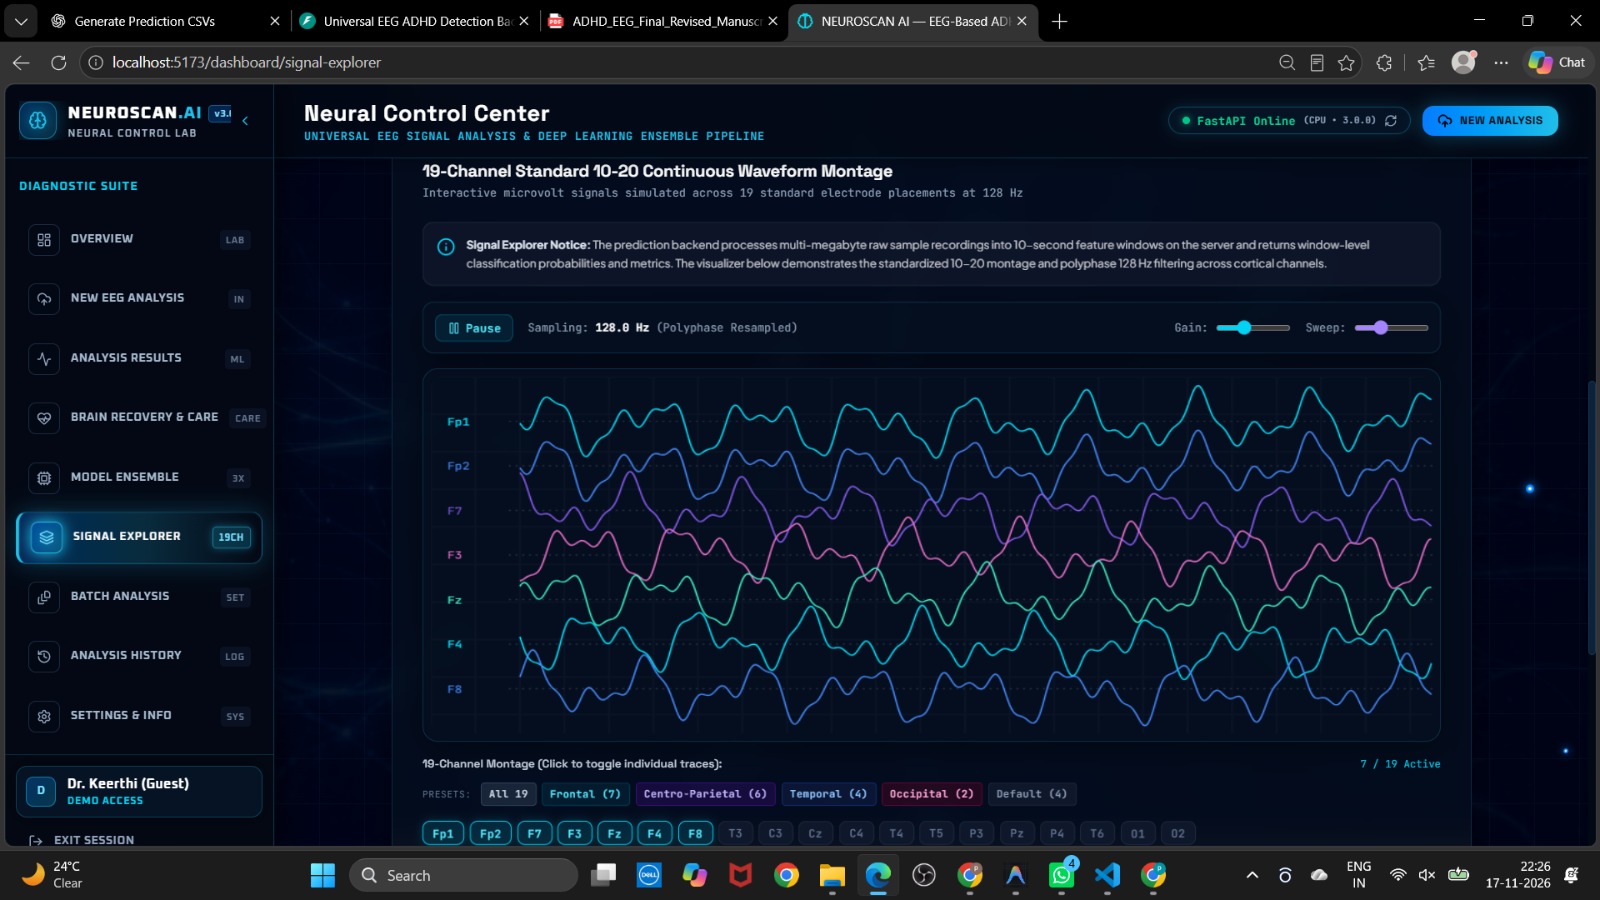 Generate Prediction CSVs
Universal EEG ADHD Detection Ba
ADHD_EEG_Final_Revised_Manusc
NEUROSCAN AI — EEG-Based AD
localhost:5173/dashboard/signal-explorer
Chat
NEUROSCAN.AI
NEURAL CONTROL LAB
Neural Control Center
UNIVERSAL EEG SIGNAL ANALYSIS & DEEP LEARNING ENSEMBLE PIPELINE
FastAPI Online (CPU • 3.0.0)
NEW ANALYSIS
DIAGNOSTIC SUITE
OVERVIEW LAB
NEW EEG ANALYSIS IN
ANALYSIS RESULTS ML
BRAIN RECOVERY & CARE CARE
MODEL ENSEMBLE 3X
SIGNAL EXPLORER 19CH
BATCH ANALYSIS SET
ANALYSIS HISTORY LOG
SETTINGS & INFO SYS
D
Dr. Keerthi (Guest)
DEMO ACCESS
EXIT SESSION
19-Channel Standard 10-20 Continuous Waveform Montage
Interactive microvolt signals simulated across 19 standard electrode placements at 128 Hz
Signal Explorer Notice: The prediction backend processes multi-megabyte raw sample recordings into 10-second feature windows on the server and returns window-level
classification probabilities and metrics. The visualizer below demonstrates the standardized 10-20 montage and polyphase 128 Hz filtering across cortical channels.
Pause
Sampling: 128.0 Hz (Polyphase Resampled)
Gain:
Sweep:
Fp1
Fp2
F7
F3
Fz
F4
F8
19-Channel Montage (Click to toggle individual traces):
7 / 19 Active
PRESETS: All 19 Frontal (7) Centro-Parietal (6) Temporal (4) Occipital (2) Default (4)
Fp1 Fp2 F7 F3 Fz F4 F8 T3 C3 Cz C4 T4 T5 P3 Pz P4 T6 O1 O2
24°C
Clear
Search
DELL
4
ENG
IN
22:26
17-11-2026